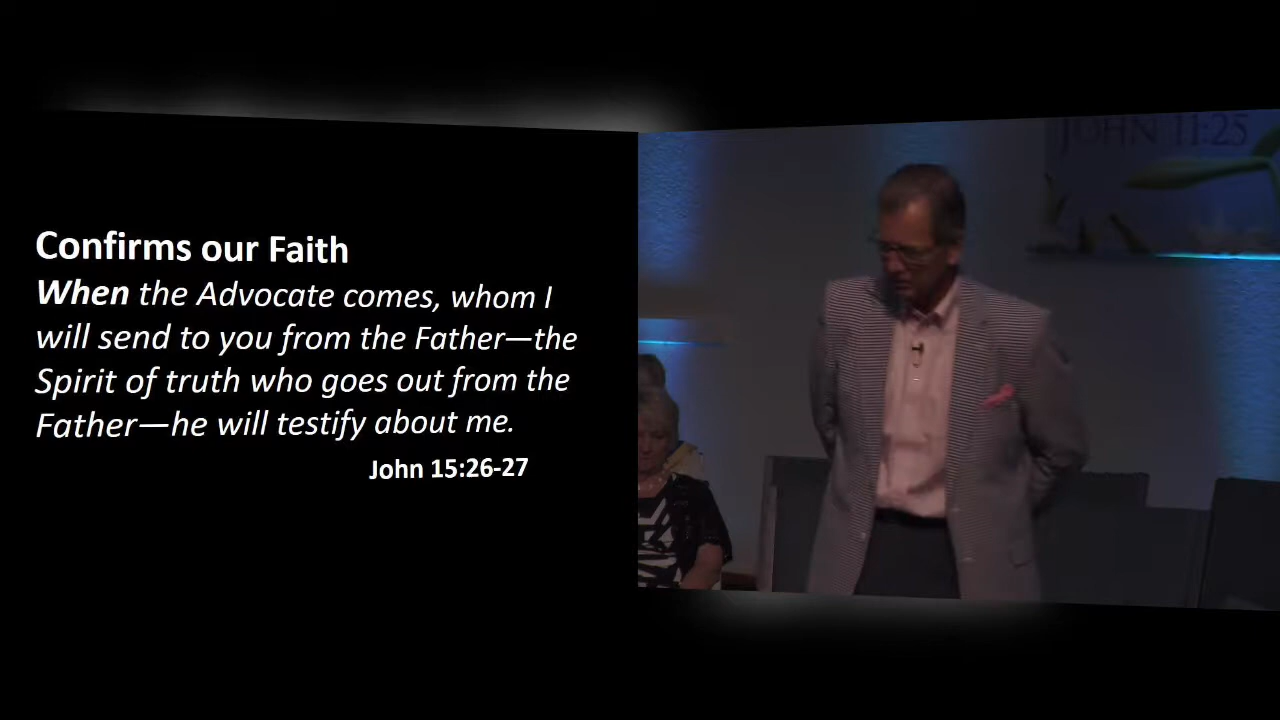 Confirms our Faith
When the Advocate comes, whom I
will send to you from the Father—the
Spirit of truth who goes out from the
Father—he will testify about me.
John 15:26-27
JOHN 11:25